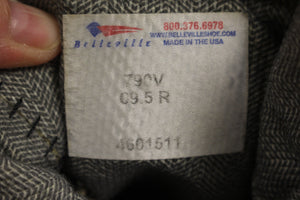 Belleville
800.376.6978
WWW.BELLEVILLESHOE.COM
MADE IN THE USA
790V
09.5 R
4601511